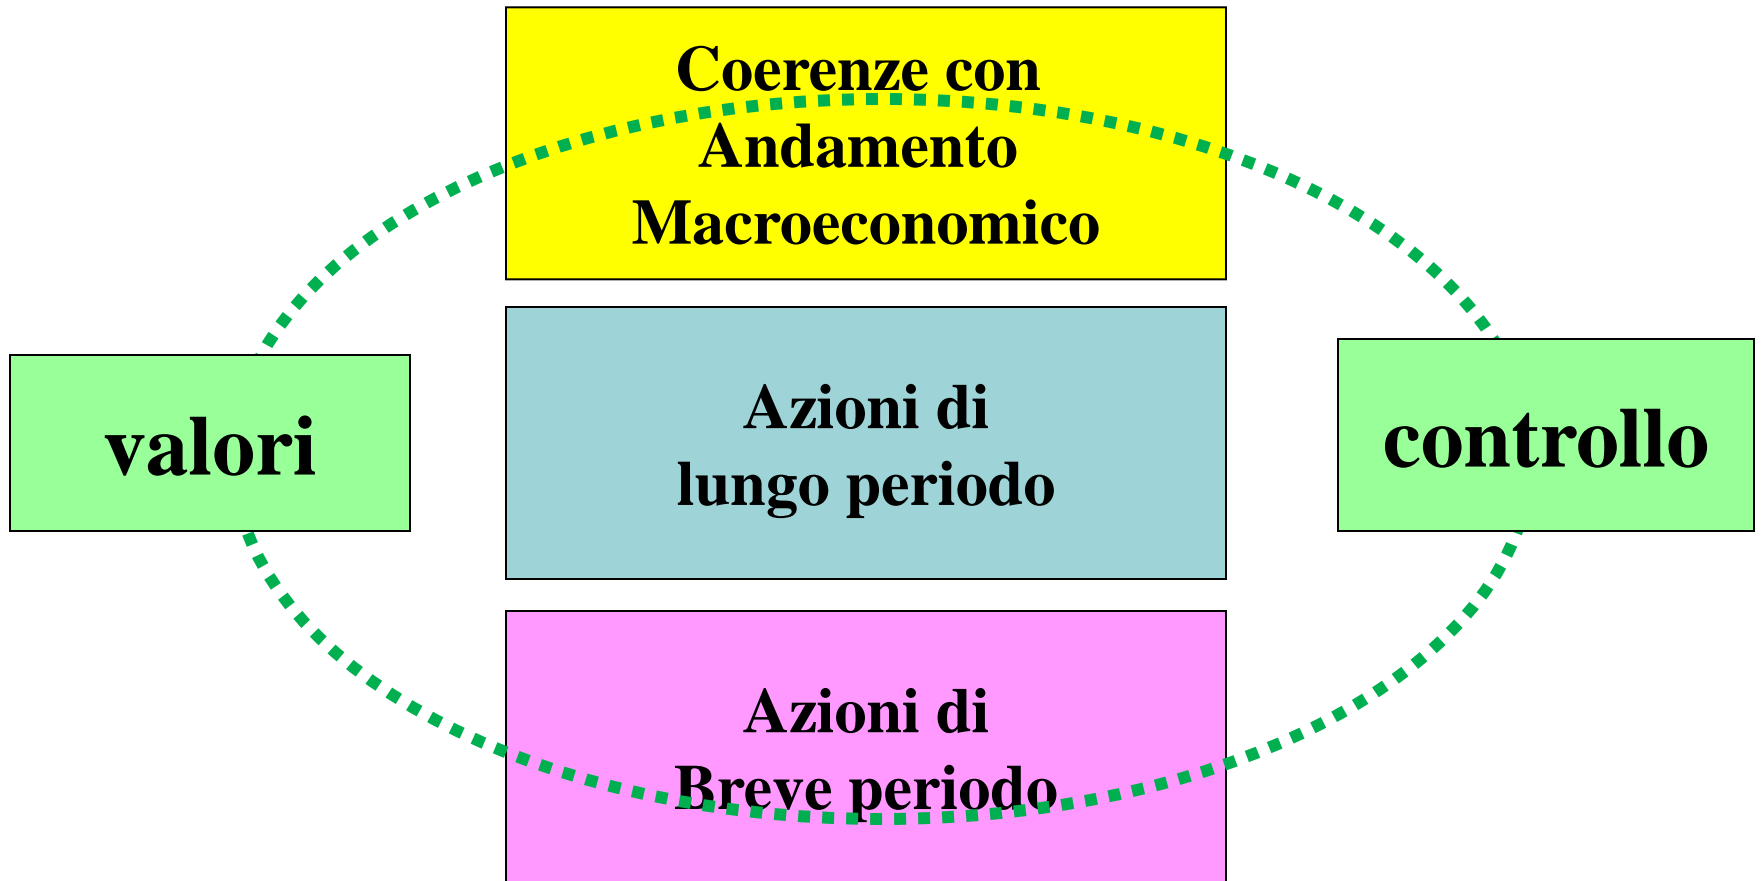 Coerenze con
Andamento
Macroeconomico
valori
Azioni di
lungo periodo
controllo
Azioni di
Breve periodo